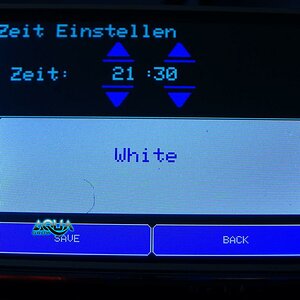 Zeit Einstellen
Zeit: 21 :30
White
AQUA
SAVE BACK